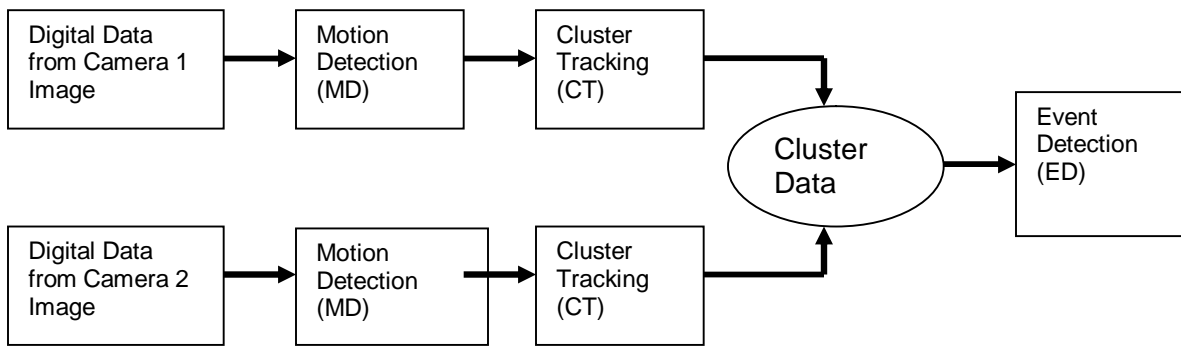 Digital Data
from Camera 1
Image
Motion
Detection
(MD)
Cluster
Tracking
(CT)
Cluster
Data
Event
Detection
(ED)
Digital Data
from Camera 2
Image
Motion
Detection
(MD)
Cluster
Tracking
(CT)